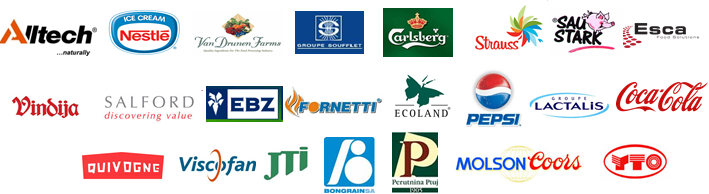 Alltech
...naturally
ICE CREAM
Nestlé
VAN DRUNEN FARMS
GROUPE SOUFFLET
Carlsberg
Strauss
SAU
STARK
Esca
Food Solutions
Vindija
SALFORD
discovering value
EBZ
FORNETTI
ECOLAND
PEPSI
GROUPE
LACTALIS
Coca-Cola
QUIVOGNE
Viscofan
JTI
B
BONGRAIN SA
P
Perutnina Ptuj
1905
MOLSON Coors
YTO